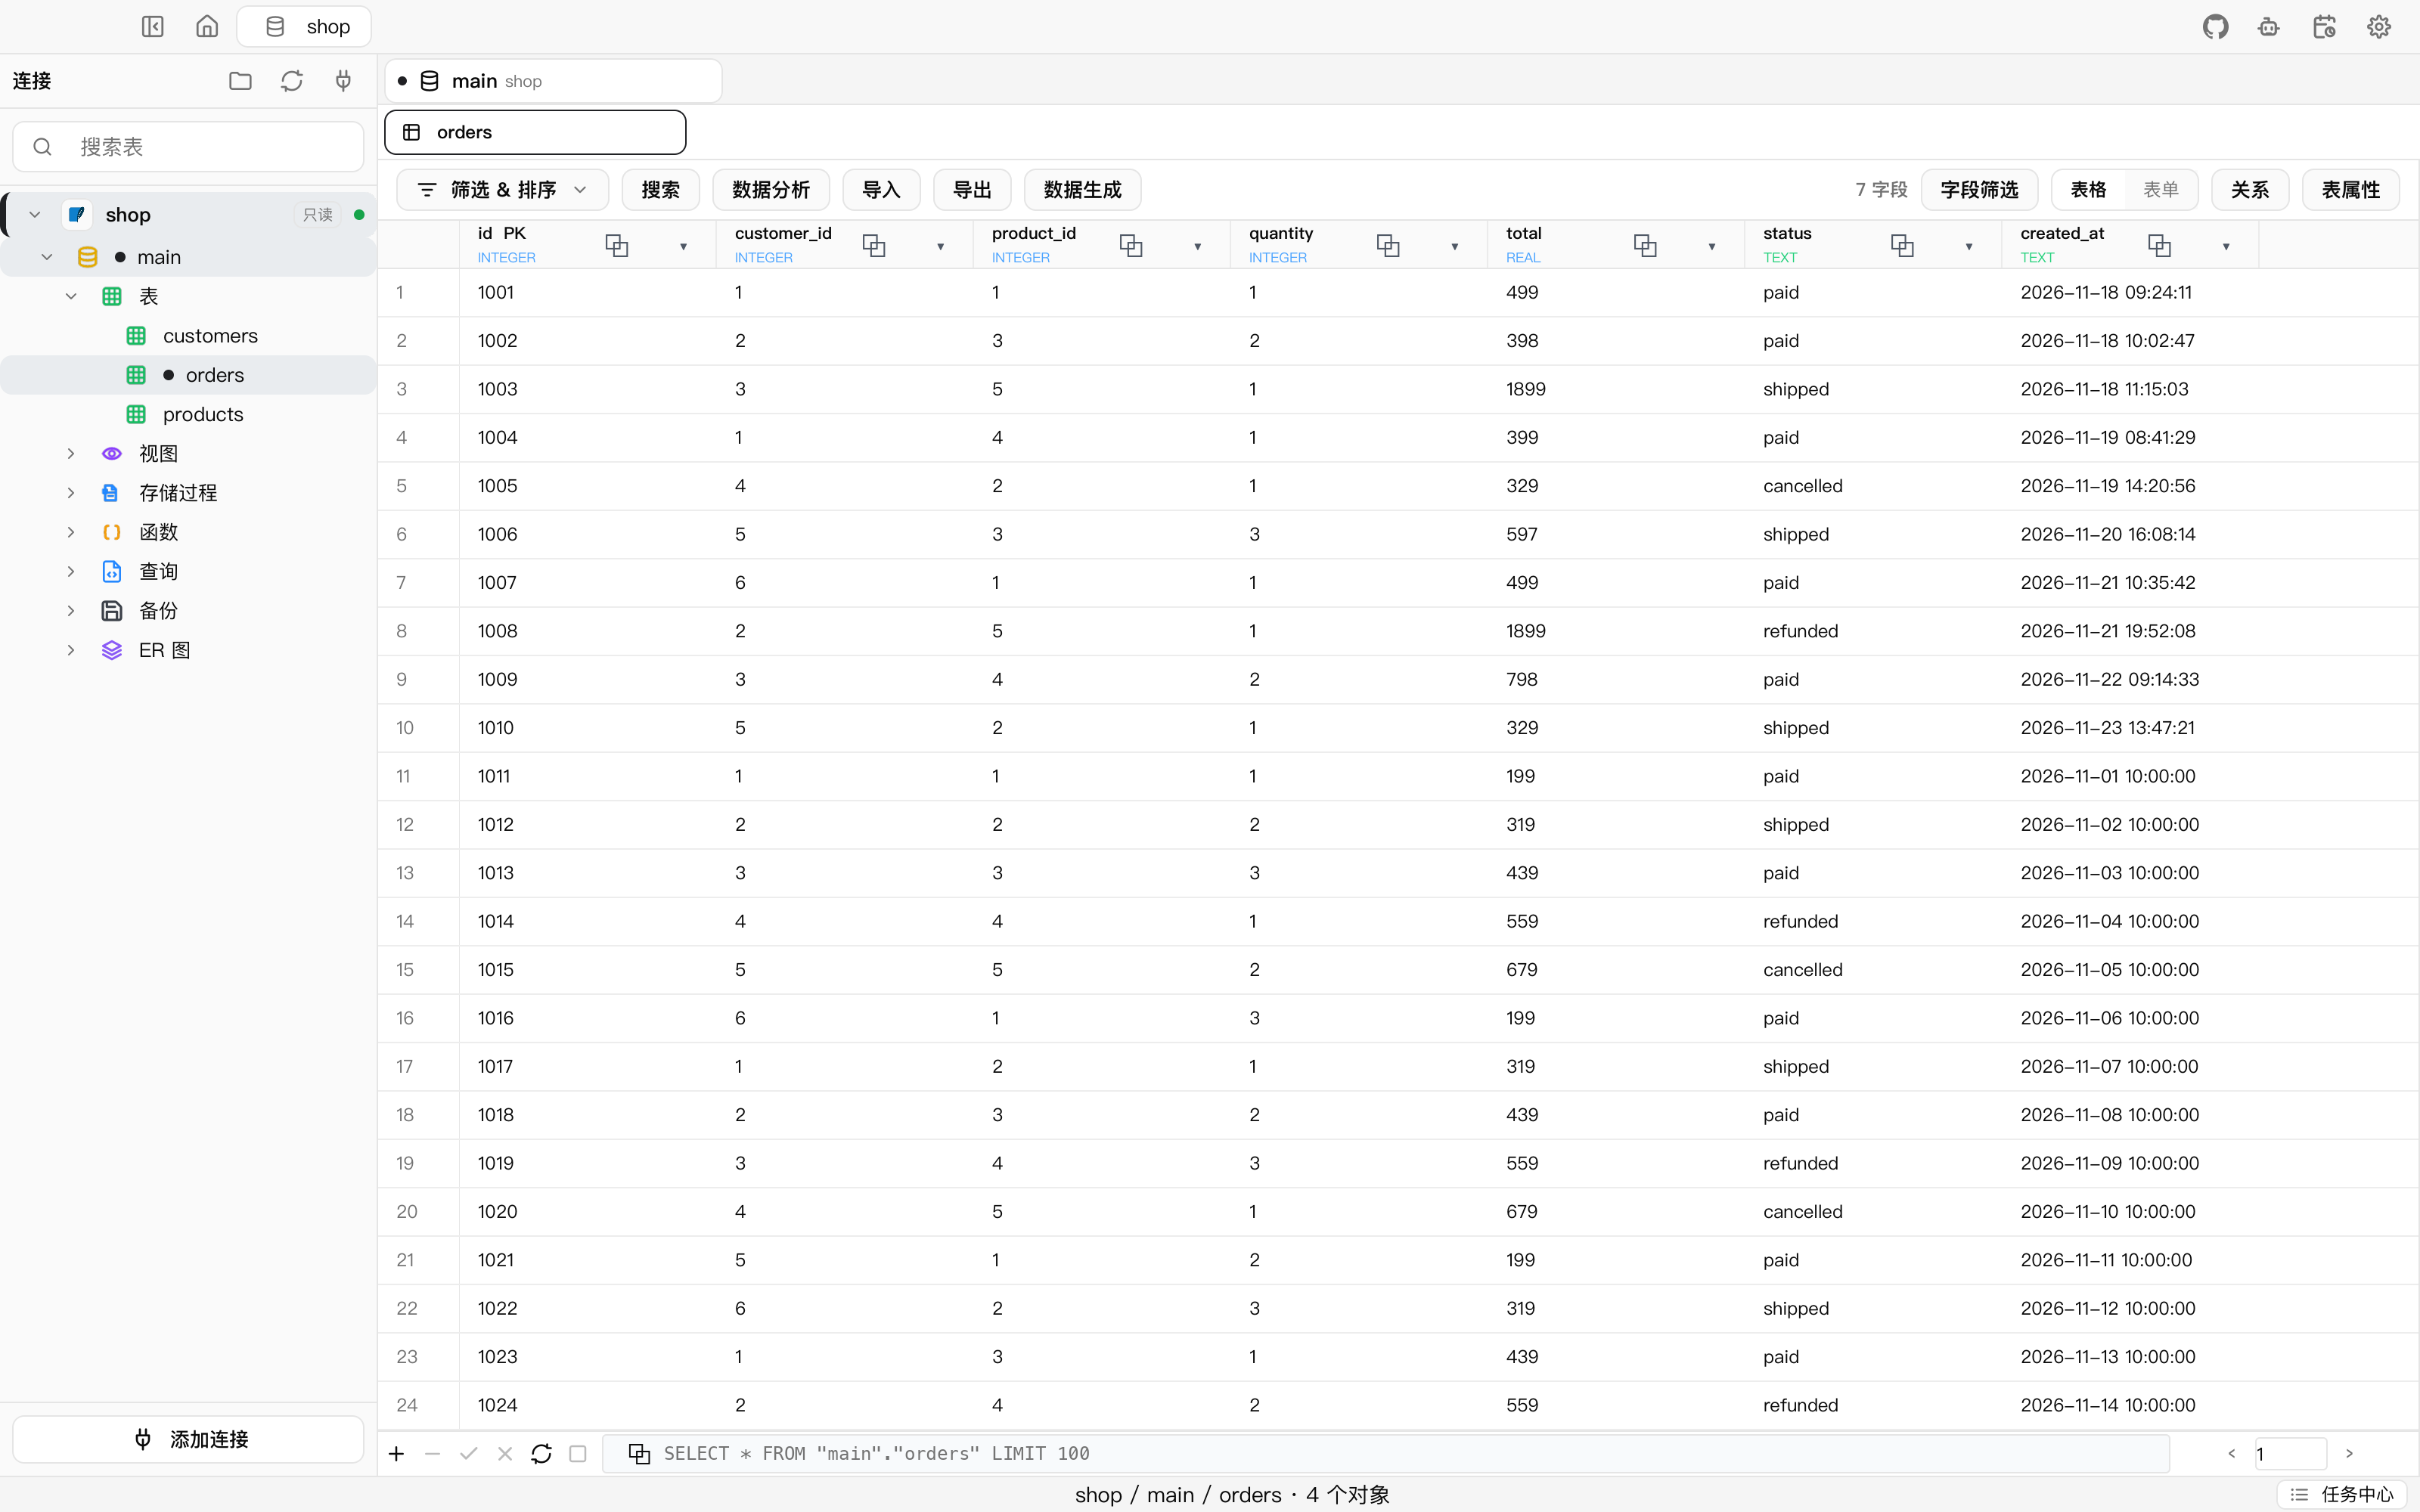 shop
连接
main shop
搜索表
orders
筛选 & 排序 搜索 数据分析 导入 导出 数据生成 7 字段 字段筛选 表格 表单 关系 表属性
shop 只读
main
表
customers
orders
products
视图
存储过程
函数
查询
备份
ER 图
添加连接
id PK customer_id product_id quantity total status created_at
INTEGER INTEGER INTEGER INTEGER REAL TEXT TEXT
1 1001 1 1 1 499 paid 2026-11-18 09:24:11
2 1002 2 3 2 398 paid 2026-11-18 10:02:47
3 1003 3 5 1 1899 shipped 2026-11-18 11:15:03
4 1004 1 4 1 399 paid 2026-11-19 08:41:29
5 1005 4 2 1 329 cancelled 2026-11-19 14:20:56
6 1006 5 3 3 597 shipped 2026-11-20 16:08:14
7 1007 6 1 1 499 paid 2026-11-21 10:35:42
8 1008 2 5 1 1899 refunded 2026-11-21 19:52:08
9 1009 3 4 2 798 paid 2026-11-22 09:14:33
10 1010 5 2 1 329 shipped 2026-11-23 13:47:21
11 1011 1 1 1 199 paid 2026-11-01 10:00:00
12 1012 2 2 2 319 shipped 2026-11-02 10:00:00
13 1013 3 3 3 439 paid 2026-11-03 10:00:00
14 1014 4 4 1 559 refunded 2026-11-04 10:00:00
15 1015 5 5 2 679 cancelled 2026-11-05 10:00:00
16 1016 6 1 3 199 paid 2026-11-06 10:00:00
17 1017 1 2 1 319 shipped 2026-11-07 10:00:00
18 1018 2 3 2 439 paid 2026-11-08 10:00:00
19 1019 3 4 3 559 refunded 2026-11-09 10:00:00
20 1020 4 5 1 679 cancelled 2026-11-10 10:00:00
21 1021 5 1 2 199 paid 2026-11-11 10:00:00
22 1022 6 2 3 319 shipped 2026-11-12 10:00:00
23 1023 1 3 1 439 paid 2026-11-13 10:00:00
24 1024 2 4 2 559 refunded 2026-11-14 10:00:00
SELECT * FROM "main"."orders" LIMIT 100 1
shop / main / orders · 4 个对象
任务中心